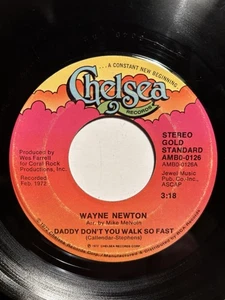 ... A CONSTANT NEW BEGINNING.
Chelsea
RECORDS
Produced by
Wes Farrell
for Coral Rock
Productions, Inc.
Recorded:
Feb. 1972
STEREO
GOLD
STANDARD
AMBO-0126
AMBO-0126A
Jewel Music
Pub. Co., Inc.
ASCAP
3:18
WAYNE NEWTON
Arr. by Mike Melvoin
DADDY DON'T YOU WALK SO FAST
(Callendar-Stephens)